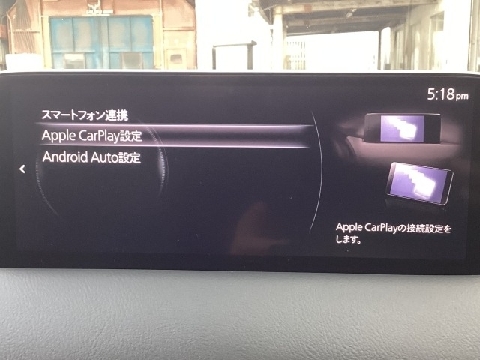 5:18pm
スマートフォン連携
Apple CarPlay設定
Android Auto設定
Apple CarPlayの接続設定を
します。